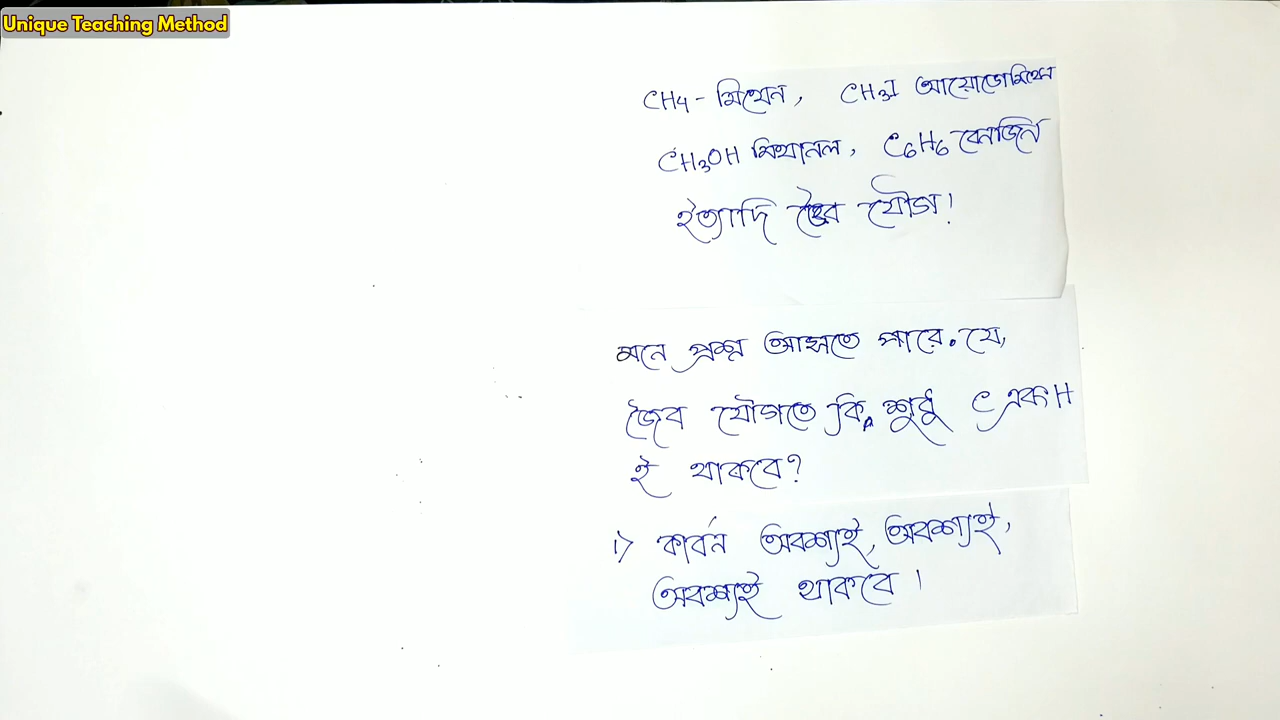 Unique Teaching Method
CH4 - মিথেন, CH3I আয়োডোমিথেন
CH3OH মিথানল, C6H6 বেনজিন
ইত্যাদি জৈব যৌগ।
মনে প্রশ্ন আসতে পারে. যে,
জৈব যৌগতে কি শুধু C এবং H
ই থাকবে?
1> কার্বন অবশ্যই, অবশ্যই,
অবশ্যই থাকবে।